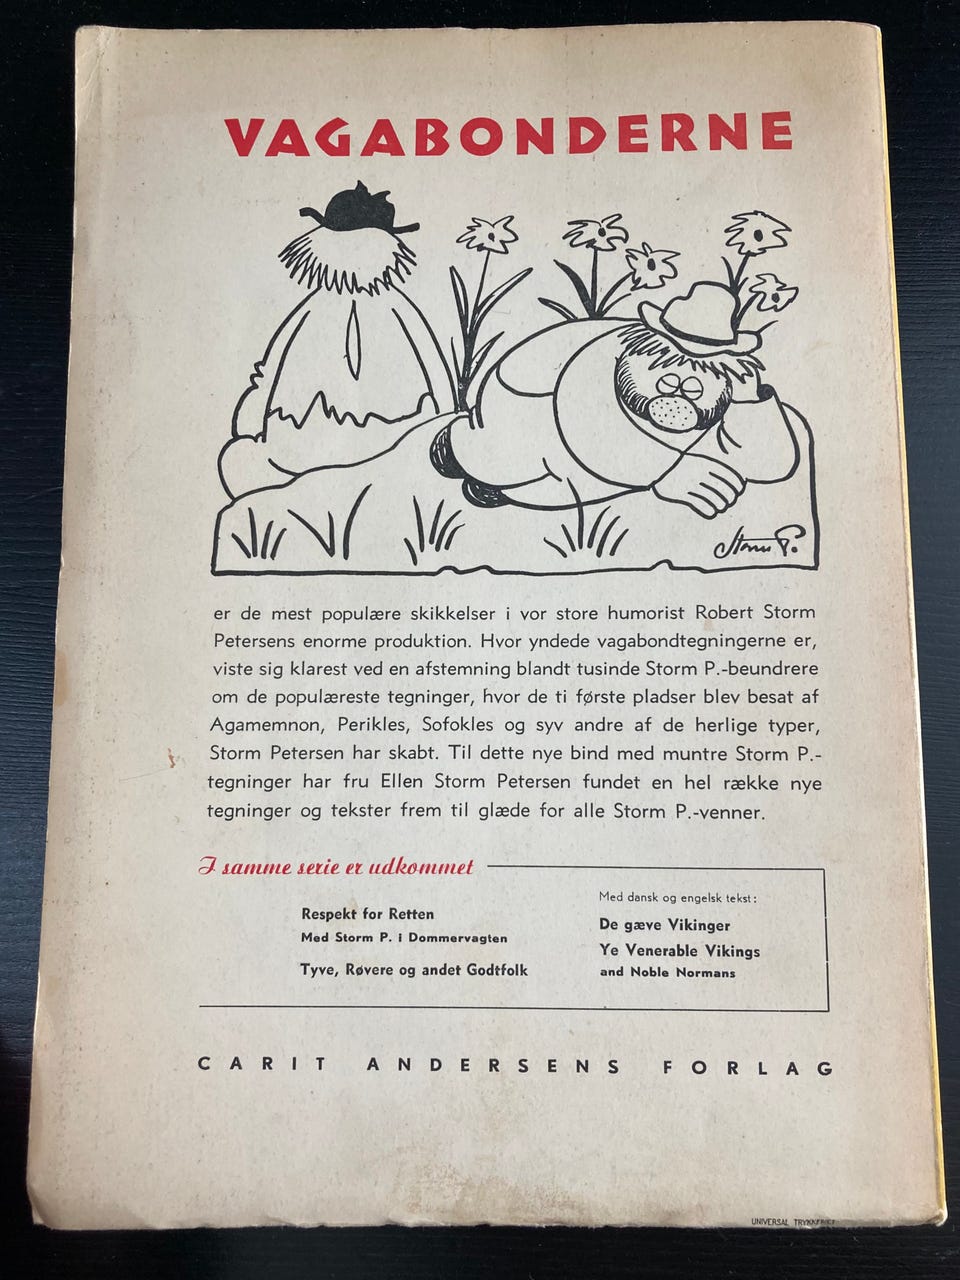 VAGABONDERNE
Storm P.
er de mest populære skikkelser i vor store humorist Robert Storm
Petersens enorme produktion. Hvor yndede vagabondtegningerne er,
viste sig klarest ved en afstemning blandt tusinde Storm P.-beundrere
om de populæreste tegninger, hvor de ti første pladser blev besat af
Agamemnon, Perikles, Sofokles og syv andre af de herlige typer,
Storm Petersen har skabt. Til dette nye bind med muntre Storm P.-
tegninger har fru Ellen Storm Petersen fundet en hel række nye
tegninger og tekster frem til glæde for alle Storm P.-venner.
I samme serie er udkommet
Respekt for Retten
Med Storm P. i Dommervagten
Tyve, Røvere og andet Godtfolk
Med dansk og engelsk tekst:
De gæve Vikinger
Ye Venerable Vikings
and Noble Normans
CARIT ANDERSENS FORLAG
UNIVERSAL TRYKKERIET